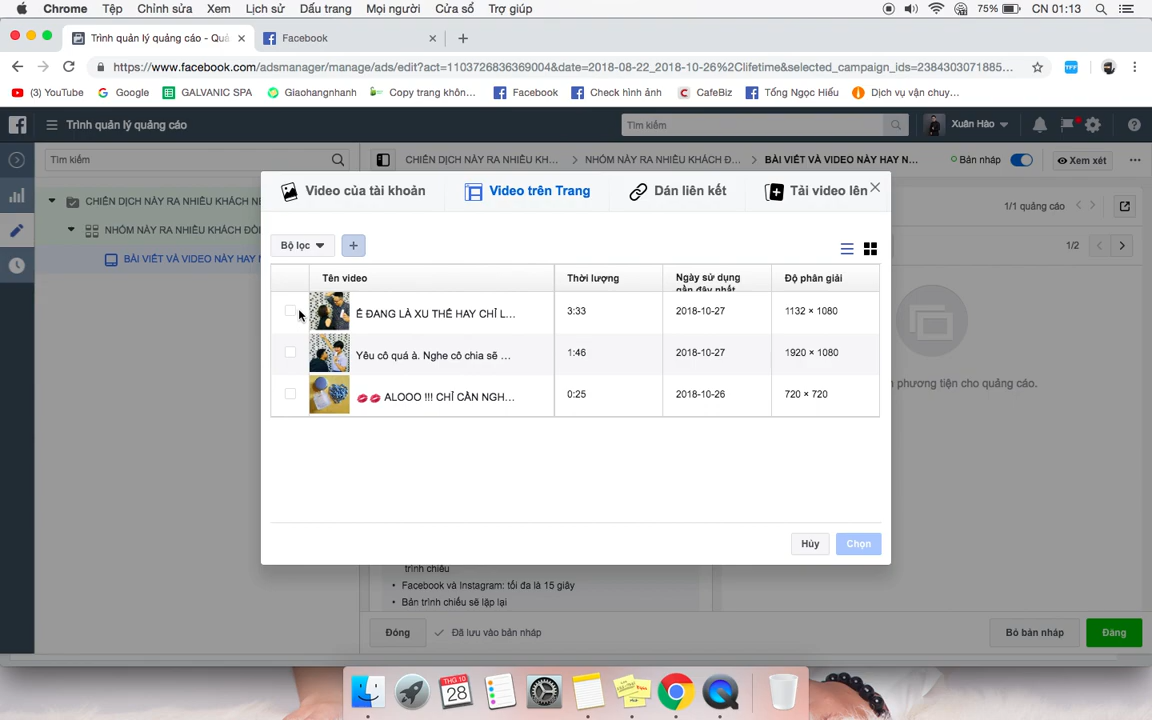 Chrome Tệp Chỉnh sửa Xem Lịch sử Dấu trang Mọi người Cửa sổ Trợ giúp 75% CN 01:13
Trình quản lý quảng cáo - Quả
Facebook
https://www.facebook.com/adsmanager/manage/ads/edit?act=1103726836369004&date=2018-08-22_2018-10-26%2Clifetime&selected_campaign_ids=2384303071885...
(3) YouTube Google GALVANIC SPA Giaohangnhanh Copy trang khôn... Facebook Check hình ảnh CafeBiz Tống Ngọc Hiếu Dịch vụ vận chuy...
Trình quản lý quảng cáo Tìm kiếm Xuân Hào
Tìm kiếm
CHIẾN DỊCH NÀY RA NHIỀU KH... NHÓM NÀY RA NHIỀU KHÁCH Đ... BÀI VIẾT VÀ VIDEO NÀY HAY N... Bản nháp Xem xét
CHIẾN DỊCH NÀY RA NHIỀU KHÁCH
NHÓM NÀY RA NHIỀU KHÁCH ĐÒI
BÀI VIẾT VÀ VIDEO NÀY HAY
1/1 quảng cáo
1/2
phương tiện cho quảng cáo.
Video của tài khoản Video trên Trang Dán liên kết Tải video lên
Bộ lọc
Tên video Thời lượng Ngày sử dụng gần đây nhất Độ phân giải
Ê ĐANG LÀ XU THẾ HAY CHỈ L... 3:33 2018-10-27 1132 × 1080
Yêu cô quá à. Nghe cô chia sẽ ... 1:46 2018-10-27 1920 × 1080
💋💋 ALOOO !!! CHỈ CẦN NGH... 0:25 2018-10-26 720 × 720
Hủy Chọn
trình chiếu
• Facebook và Instagram: tối đa là 15 giây
• Bản trình chiếu sẽ lặp lại
Đóng Đã lưu vào bản nháp Bỏ bản nháp Đăng
THG 10
28